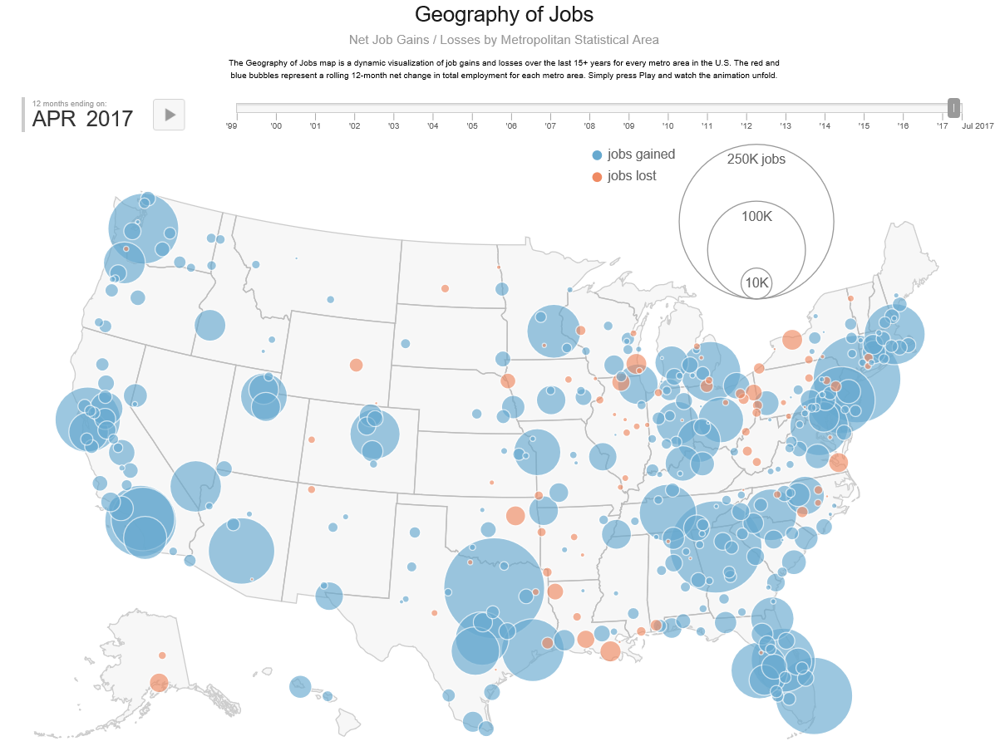 Geography of Jobs
Net Job Gains / Losses by Metropolitan Statistical Area
The Geography of Jobs map is a dynamic visualization of job gains and losses over the last 15+ years for every metro area in the U.S. The red and
blue bubbles represent a rolling 12-month net change in total employment for each metro area. Simply press Play and watch the animation unfold.
12 months ending on:
APR 2017
'99 '00 '01 '02 '03 '04 '05 '06 '07 '08 '09 '10 '11 '12 '13 '14 '15 '16 '17 Jul 2017
jobs gained
jobs lost
250K jobs
100K
10K